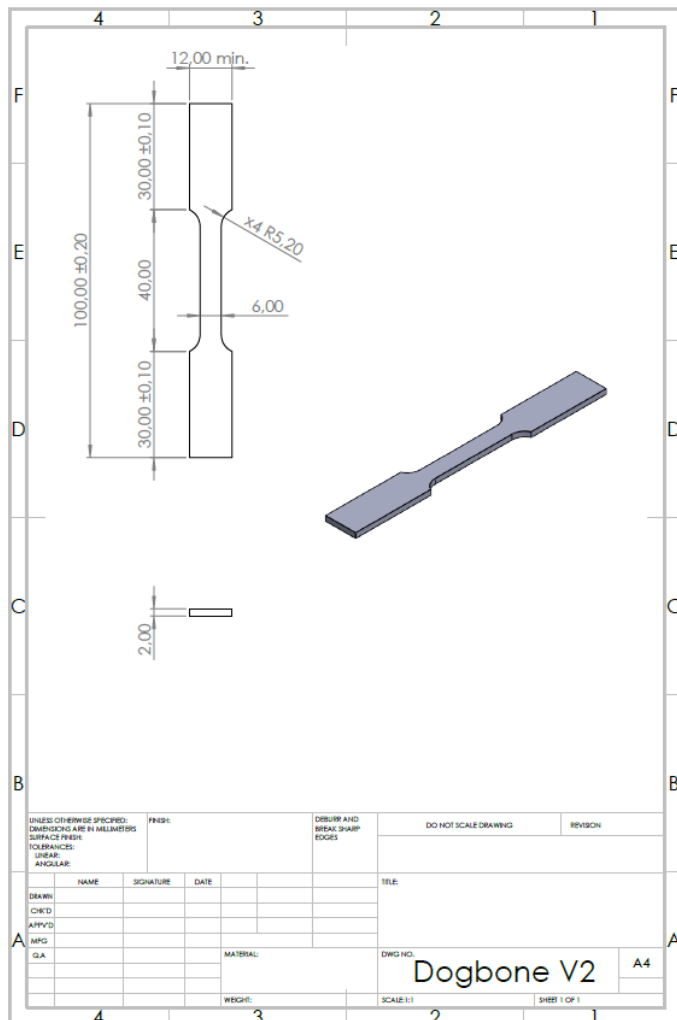 4 3 2 1
F F
E E
D D
C C
B B
A A
12,00 min.
30,00 ±0,10
100,00 ±0,20
40,00
x4 R5,20
6,00
30,00 ±0,10
2,00
UNLESS OTHERWISE SPECIFIED:
DIMENSIONS ARE IN MILLIMETERS
SURFACE FINISH:
TOLERANCES:
LINEAR:
ANGULAR:
FINISH:
DEBURR AND
BREAK SHARP
EDGES
DO NOT SCALE DRAWING
REVISION
NAME SIGNATURE DATE
TITLE:
DRAWN
CHK'D
APPV'D
MFG
Q.A
MATERIAL:
DWG NO.
Dogbone V2
A4
WEIGHT:
SCALE:1:1
SHEET 1 OF 1
4 3 2 1